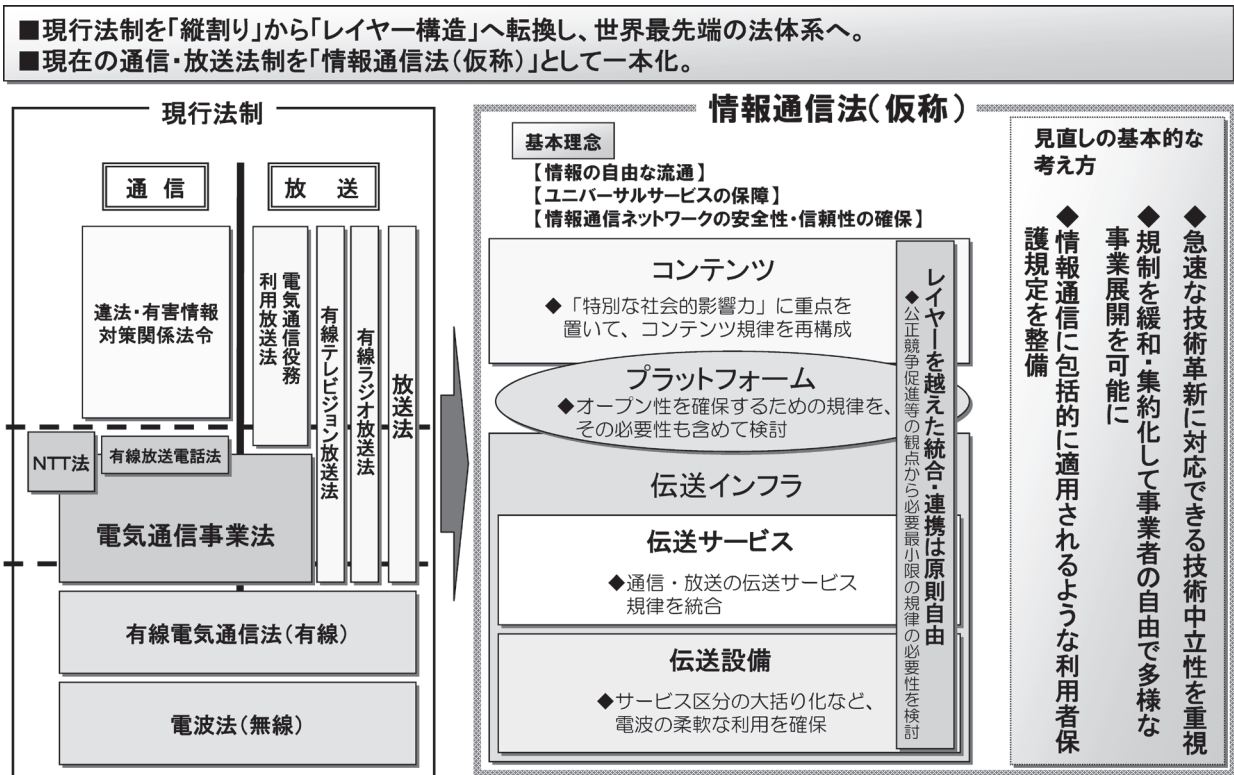 ■現行法制を「縦割り」から「レイヤー構造」へ転換し、世界最先端の法体系へ。
■現在の通信・放送法制を「情報通信法（仮称）」として一本化。
現行法制
通 信
放 送
違法・有害情報
対策関係法令
電気通信役務
利用放送法
有線テレビジョン放送法
有線ラジオ放送法
放送法
NTT法
有線放送電話法
電気通信事業法
有線電気通信法（有線）
電波法（無線）
情報通信法（仮称）
基本理念
【情報の自由な流通】
【ユニバーサルサービスの保障】
【情報通信ネットワークの安全性・信頼性の確保】
コンテンツ
◆「特別な社会的影響力」に重点を
置いて、コンテンツ規律を再構成
プラットフォーム
◆オープン性を確保するための規律を、
その必要性も含めて検討
伝送インフラ
伝送サービス
◆通信・放送の伝送サービス
規律を統合
伝送設備
◆サービス区分の大括り化など、
電波の柔軟な利用を確保
レイヤーを越えた統合・連携は原則自由
◆公正競争促進等の観点から必要最小限の規律の必要性を検討
見直しの基本的な
考え方
◆急速な技術革新に対応できる技術中立性を重視
◆規制を緩和・集約化して事業者の自由で多様な
事業展開を可能に
◆情報通信に包括的に適用されるような利用者保
護規定を整備